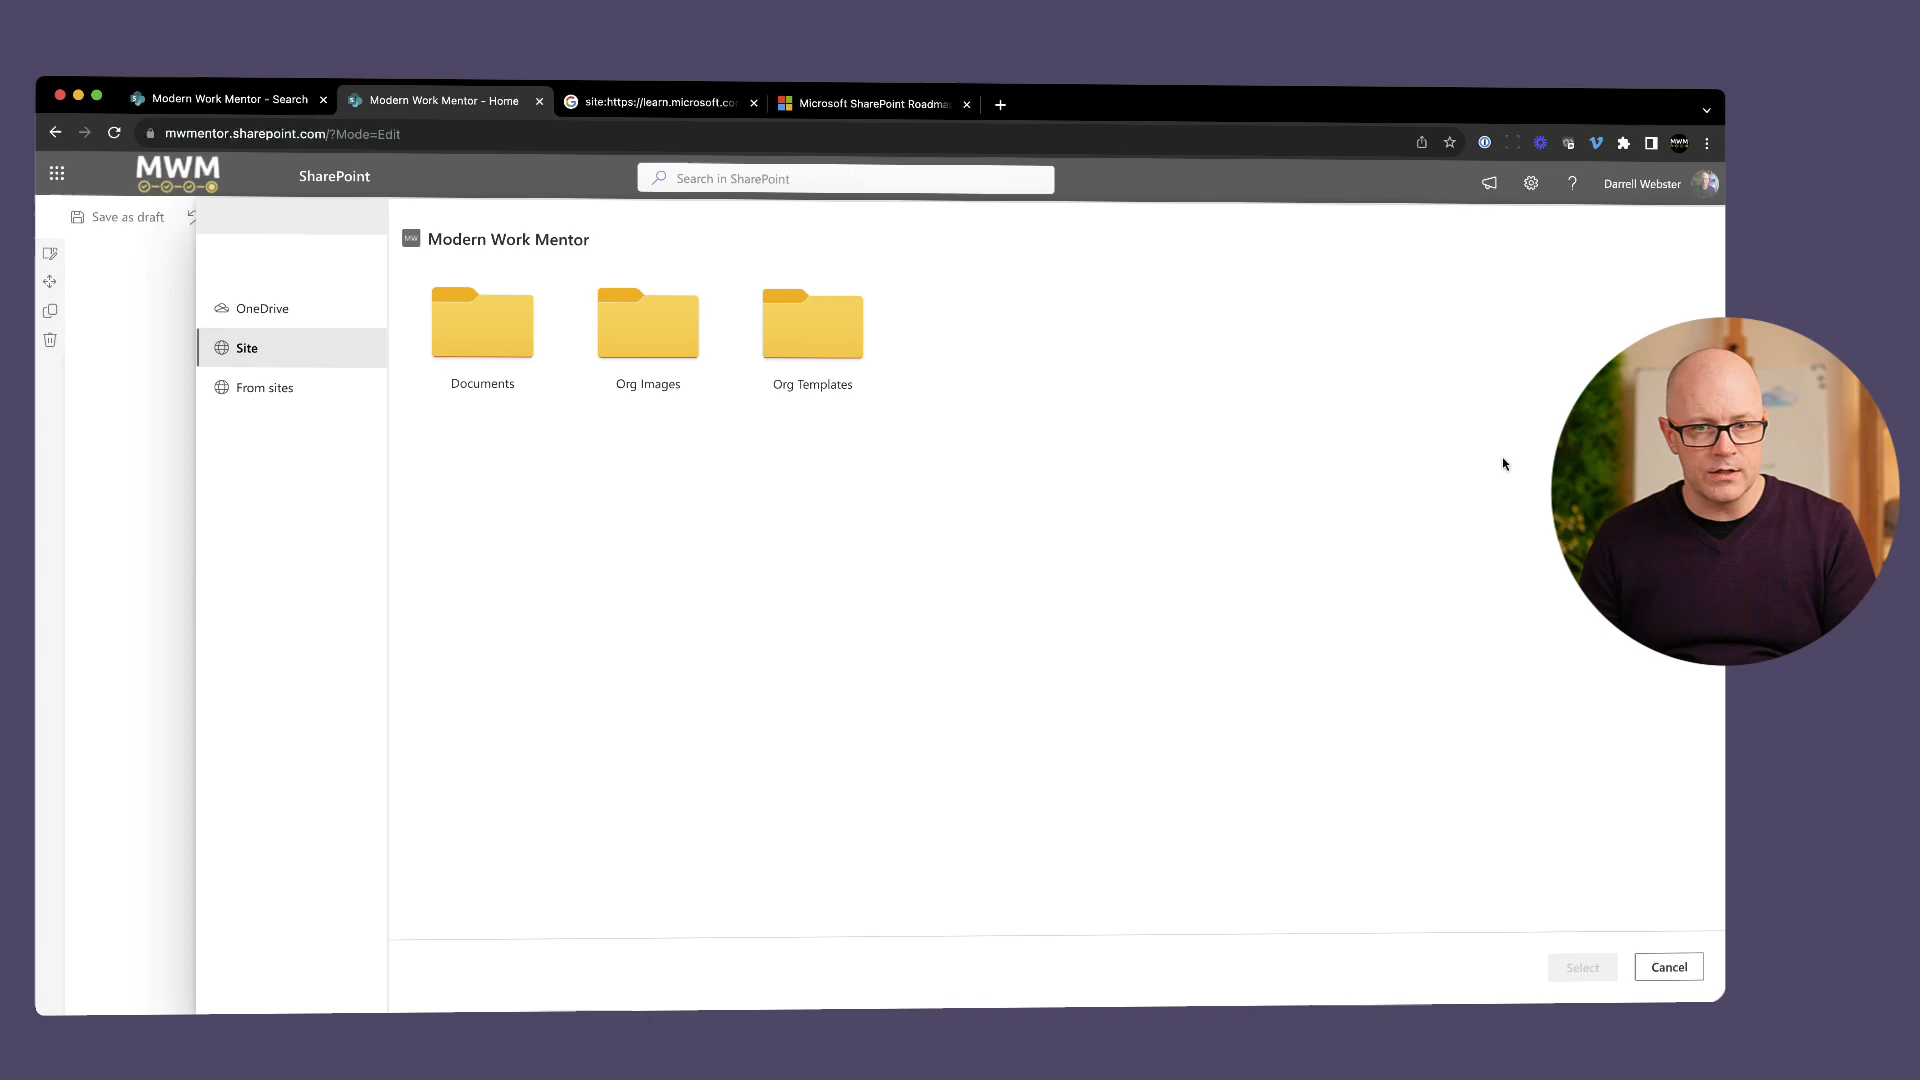 Modern Work Mentor - Search
Modern Work Mentor - Home
site:https://learn.microsoft.co
Microsoft SharePoint Roadma
mwmentor.sharepoint.com/?Mode=Edit
MWM
MWM
SharePoint
Search in SharePoint
Darrell Webster
Save as draft
MW Modern Work Mentor
OneDrive
Site
From sites
Documents
Org Images
Org Templates
Select
Cancel